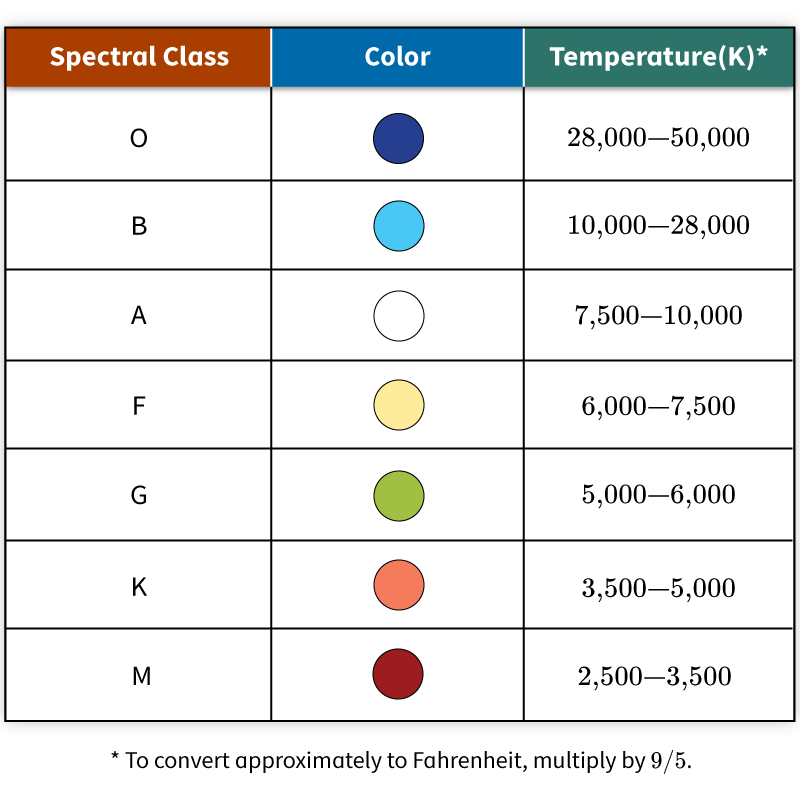 Spectral Class Color Temperature(K)*
O 28,000—50,000
B 10,000—28,000
A 7,500—10,000
F 6,000—7,500
G 5,000—6,000
K 3,500—5,000
M 2,500—3,500
* To convert approximately to Fahrenheit, multiply by 9/5.